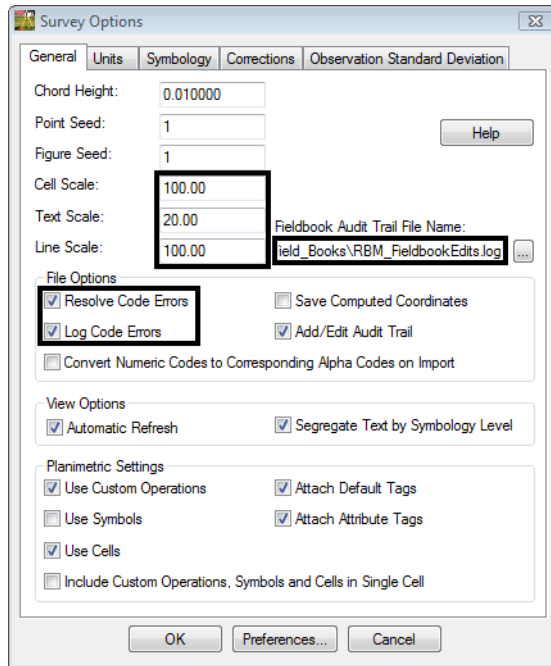 Survey Options
General Units Symbology Corrections Observation Standard Deviation
Chord Height: 0.010000
Point Seed: 1
Help
Figure Seed: 1
Cell Scale: 100.00
Text Scale: 20.00
Fieldbook Audit Trail File Name:
Line Scale: 100.00 ield_Books\RBM_FieldbookEdits.log ...
File Options
Resolve Code Errors Save Computed Coordinates
Log Code Errors Add/Edit Audit Trail
Convert Numeric Codes to Corresponding Alpha Codes on Import
View Options
Automatic Refresh Segregate Text by Symbology Level
Planimetric Settings
Use Custom Operations Attach Default Tags
Use Symbols Attach Attribute Tags
Use Cells
Include Custom Operations, Symbols and Cells in Single Cell
OK Preferences... Cancel